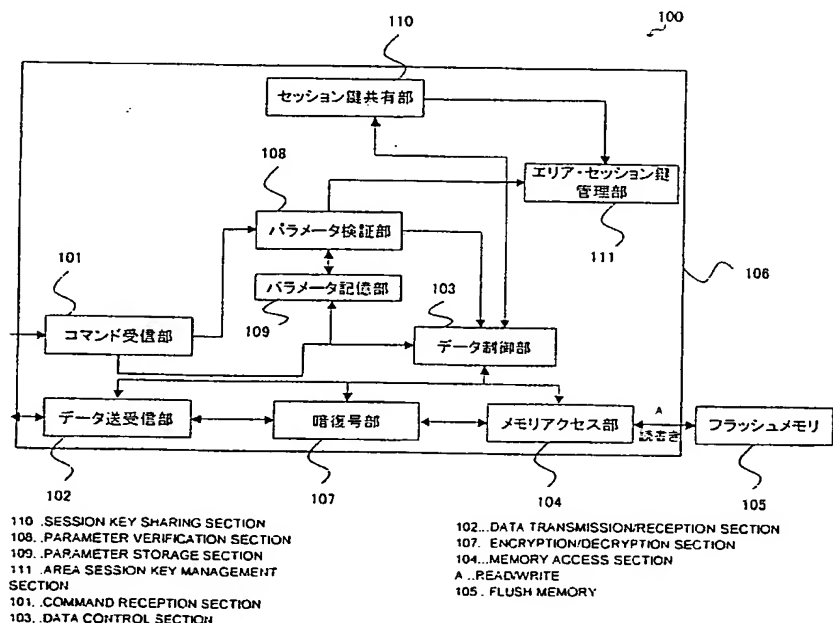 110
100
セッション鍵共有部
108
エリア・セッション鍵
管理部
パラメータ検証部
111
101
106
パラメータ記憶部
109
103
コマンド受信部
データ制御部
データ送受信部
暗復号部
メモリアクセス部
A
読書き
フラッシュメモリ
102
107
104
105
110 .SESSION KEY SHARING SECTION
108. .PARAMETER VERIFICATION SECTION
109. .PARAMETER STORAGE SECTION
111 ..AREA SESSION KEY MANAGEMENT
SECTION
101. .COMMAND RECEPTION SECTION
103. .DATA CONTROL SECTION
102...DATA TRANSMISSION/RECEPTION SECTION
107. ENCRYPTION/DECRYPTION SECTION
104...MEMORY ACCESS SECTION
A ..READ/WRITE
105 . FLUSH MEMORY